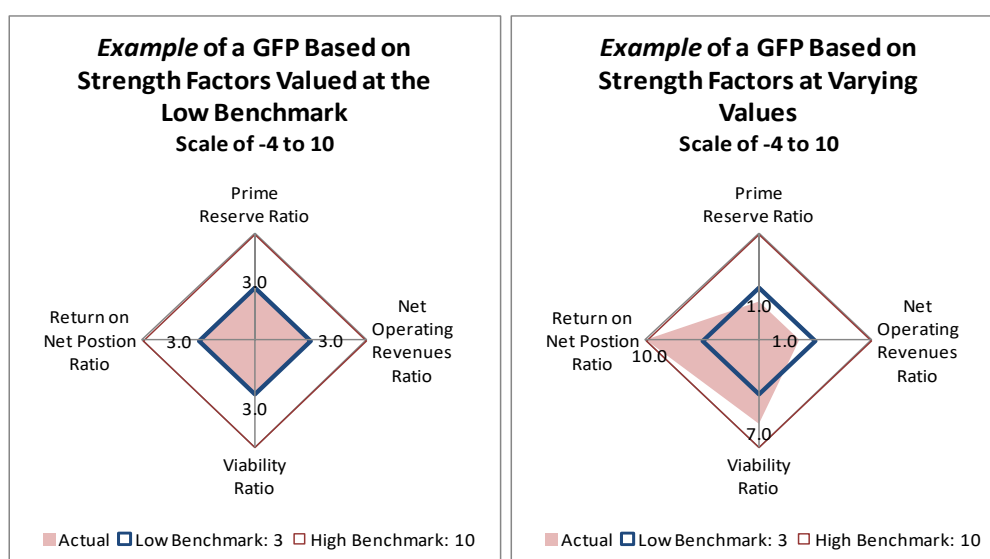 Example of a GFP Based on
Strength Factors Valued at the
Low Benchmark
Scale of -4 to 10
Prime
Reserve Ratio
3.0
Net
Operating
Revenues
Ratio
3.0
Return on
Net Postion
Ratio
3.0
3.0
Viability
Ratio
Actual Low Benchmark: 3 High Benchmark: 10
Example of a GFP Based on
Strength Factors at Varying
Values
Scale of -4 to 10
Prime
Reserve Ratio
1.0
Net
Operating
Revenues
Ratio
1.0
Return on
Net Postion
Ratio
10.0
7.0
Viability
Ratio
Actual Low Benchmark: 3 High Benchmark: 10